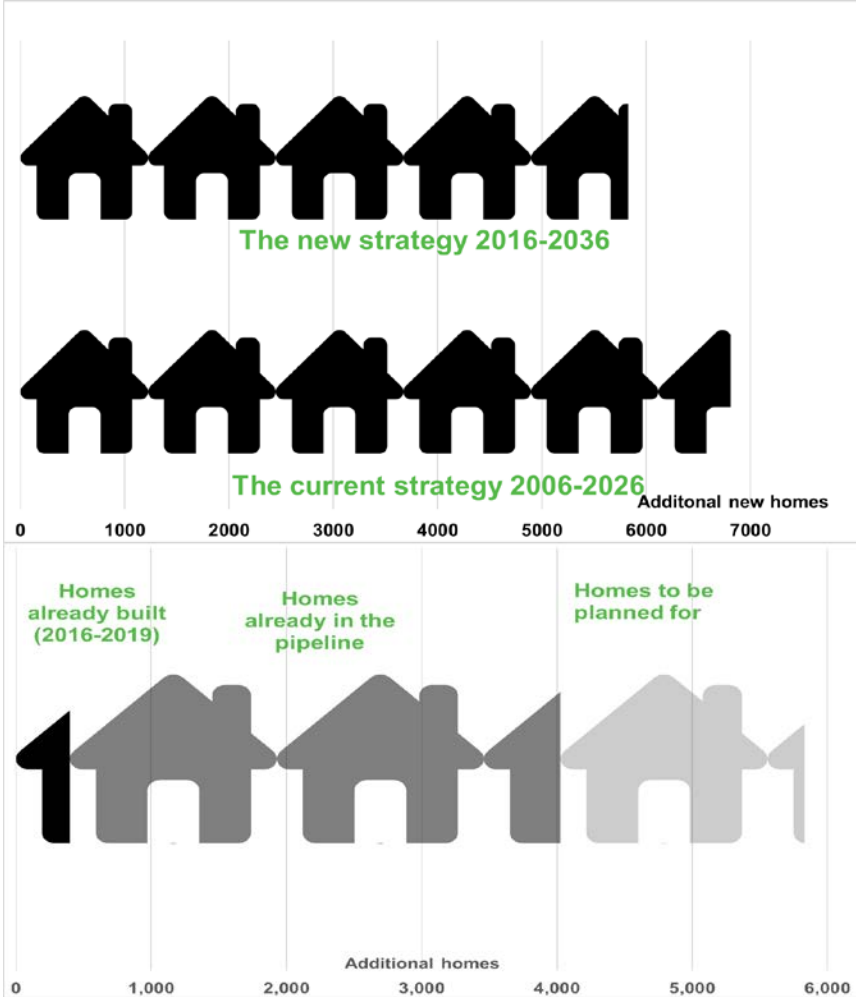 The new strategy 2016-2036
The current strategy 2006-2026
Additonal new homes
0 1000 2000 3000 4000 5000 6000 7000
Homes
already built
(2016-2019)
Homes
already in the
pipeline
Homes to be
planned for
Additional homes
0 1,000 2,000 3,000 4,000 5,000 6,000